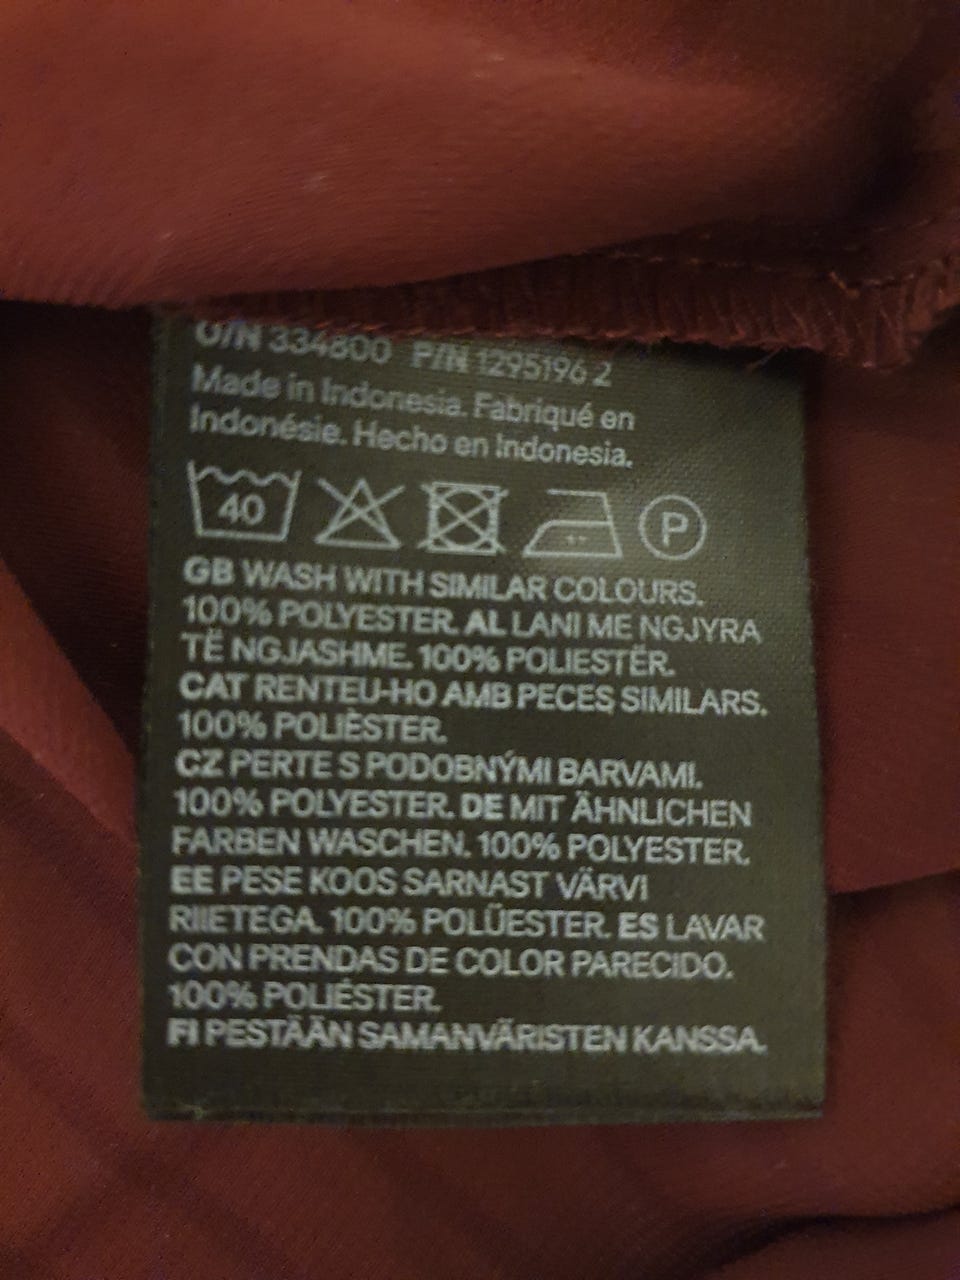 O/N 334800 P/N 1295196 2
Made in Indonesia. Fabriqué en
Indonésie. Hecho en Indonesia.
40 P
GB WASH WITH SIMILAR COLOURS.
100% POLYESTER. AL LANI ME NGJYRA
TË NGJASHME. 100% POLIESTËR.
CAT RENTEU-HO AMB PECES SIMILARS.
100% POLIÈSTER.
CZ PERTE S PODOBNÝMI BARVAMI.
100% POLYESTER. DE MIT ÄHNLICHEN
FARBEN WASCHEN. 100% POLYESTER.
EE PESE KOOS SARNAST VÄRVI
RIIETEGA. 100% POLÜESTER. ES LAVAR
CON PRENDAS DE COLOR PARECIDO.
100% POLIÉSTER.
FI PESTÄÄN SAMANVÄRISTEN KANSSA.